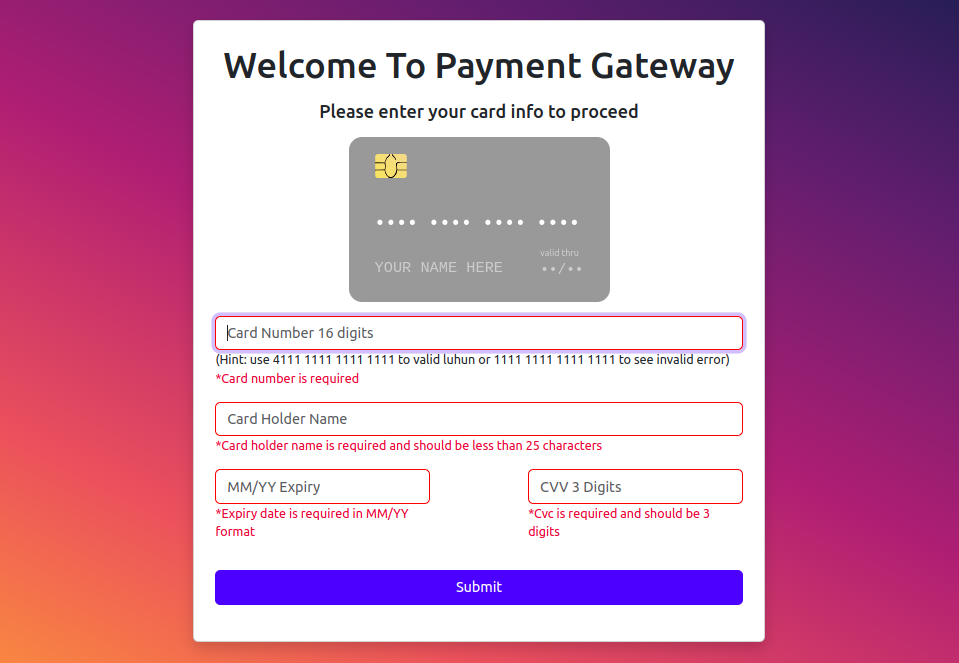 Welcome To Payment Gateway
Please enter your card info to proceed
•••• •••• •••• ••••
valid thru
YOUR NAME HERE ••/••
Card Number 16 digits
(Hint: use 4111 1111 1111 1111 to valid luhun or 1111 1111 1111 1111 to see invalid error)
*Card number is required
Card Holder Name
*Card holder name is required and should be less than 25 characters
MM/YY Expiry
*Expiry date is required in MM/YY
format
CVV 3 Digits
*Cvc is required and should be 3
digits
Submit